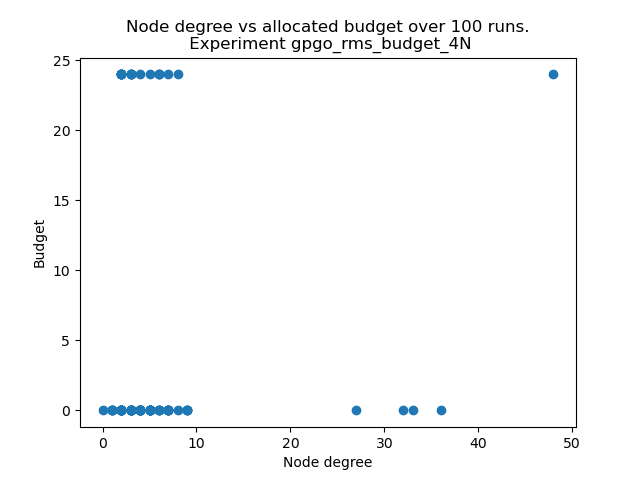 Node degree vs allocated budget over 100 runs.
Experiment gpgo_rms_budget_4N
25
20
15
10
5
0
Budget
0 10 20 30 40 50
Node degree